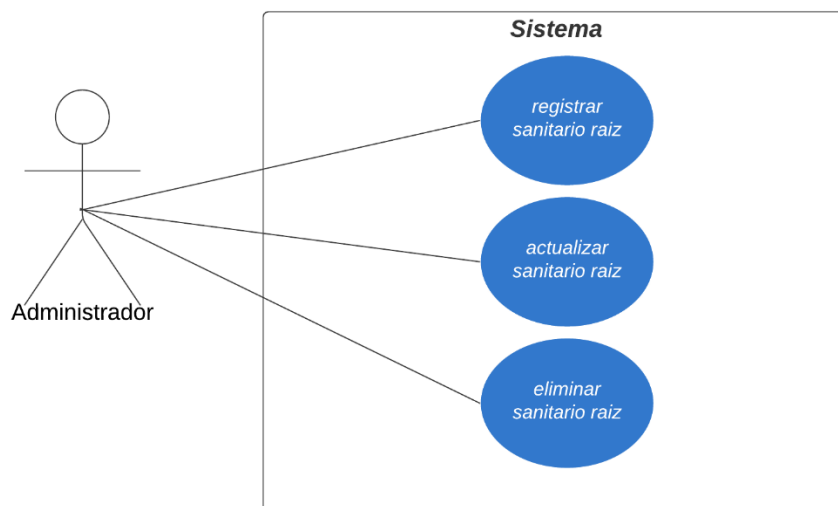 Sistema
registrar
sanitario raiz
actualizar
sanitario raiz
Administrador
eliminar
sanitario raiz